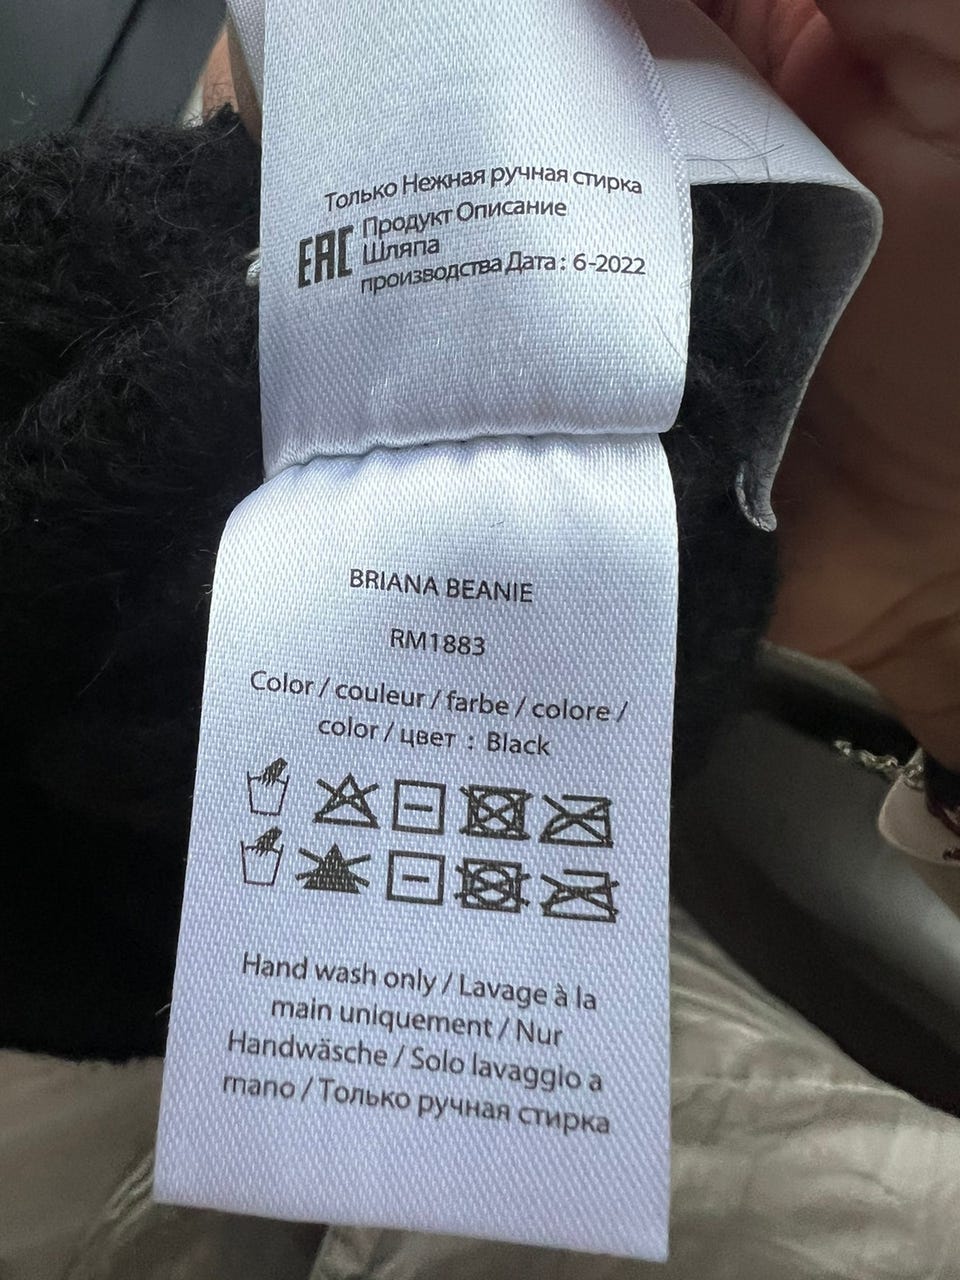 Только Нежная ручная стирка
EAC
Продукт Описание
Шляпа
производства Дата : 6-2022
BRIANA BEANIE
RM1883
Color / couleur / farbe / colore /
color / цвет : Black
Hand wash only / Lavage à la
main uniquement / Nur
Handwäsche / Solo lavaggio a
mano / Только ручная стирка